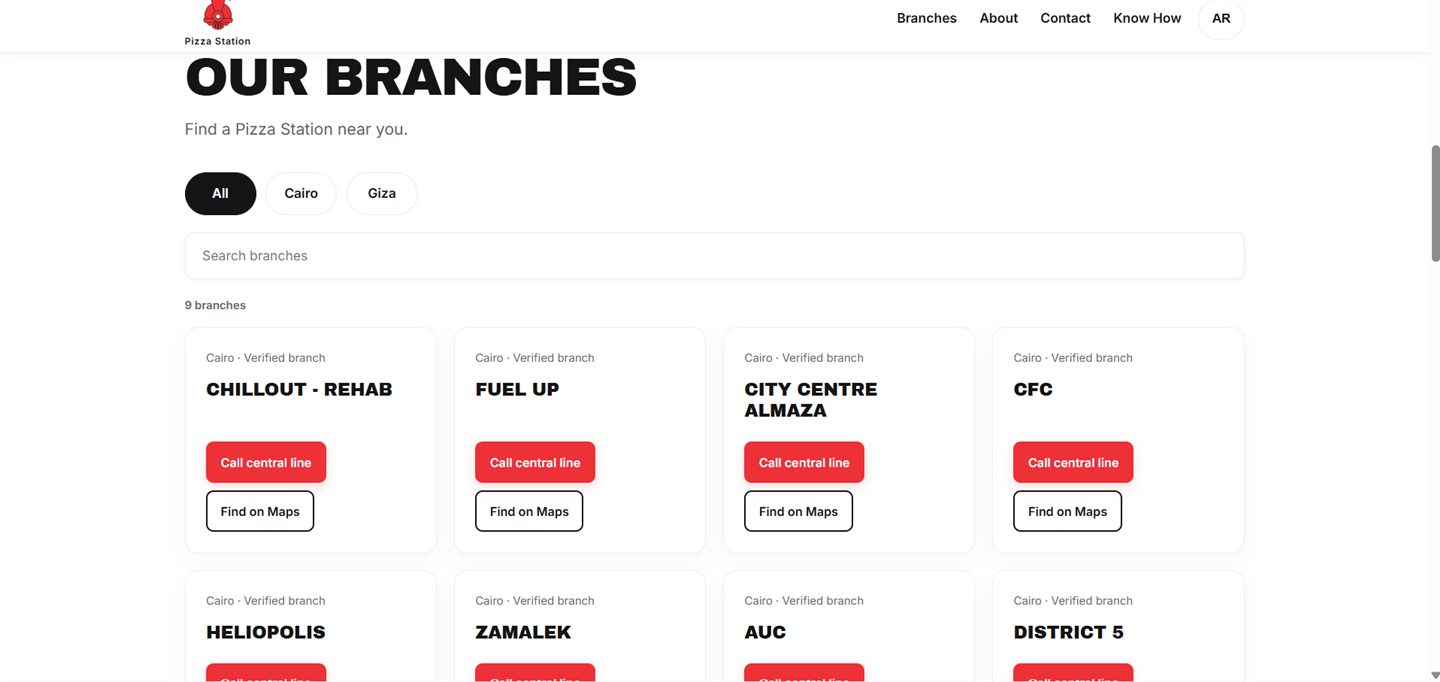 Pizza Station
Branches
About
Contact
Know How
AR
OUR BRANCHES
Find a Pizza Station near you.
All
Cairo
Giza
Search branches
9 branches
Cairo · Verified branch
CHILLOUT - REHAB
Call central line
Find on Maps
Cairo · Verified branch
FUEL UP
Call central line
Find on Maps
Cairo · Verified branch
CITY CENTRE
ALMAZA
Call central line
Find on Maps
Cairo · Verified branch
CFC
Call central line
Find on Maps
Cairo · Verified branch
HELIOPOLIS
Cairo · Verified branch
ZAMALEK
Cairo · Verified branch
AUC
Cairo · Verified branch
DISTRICT 5